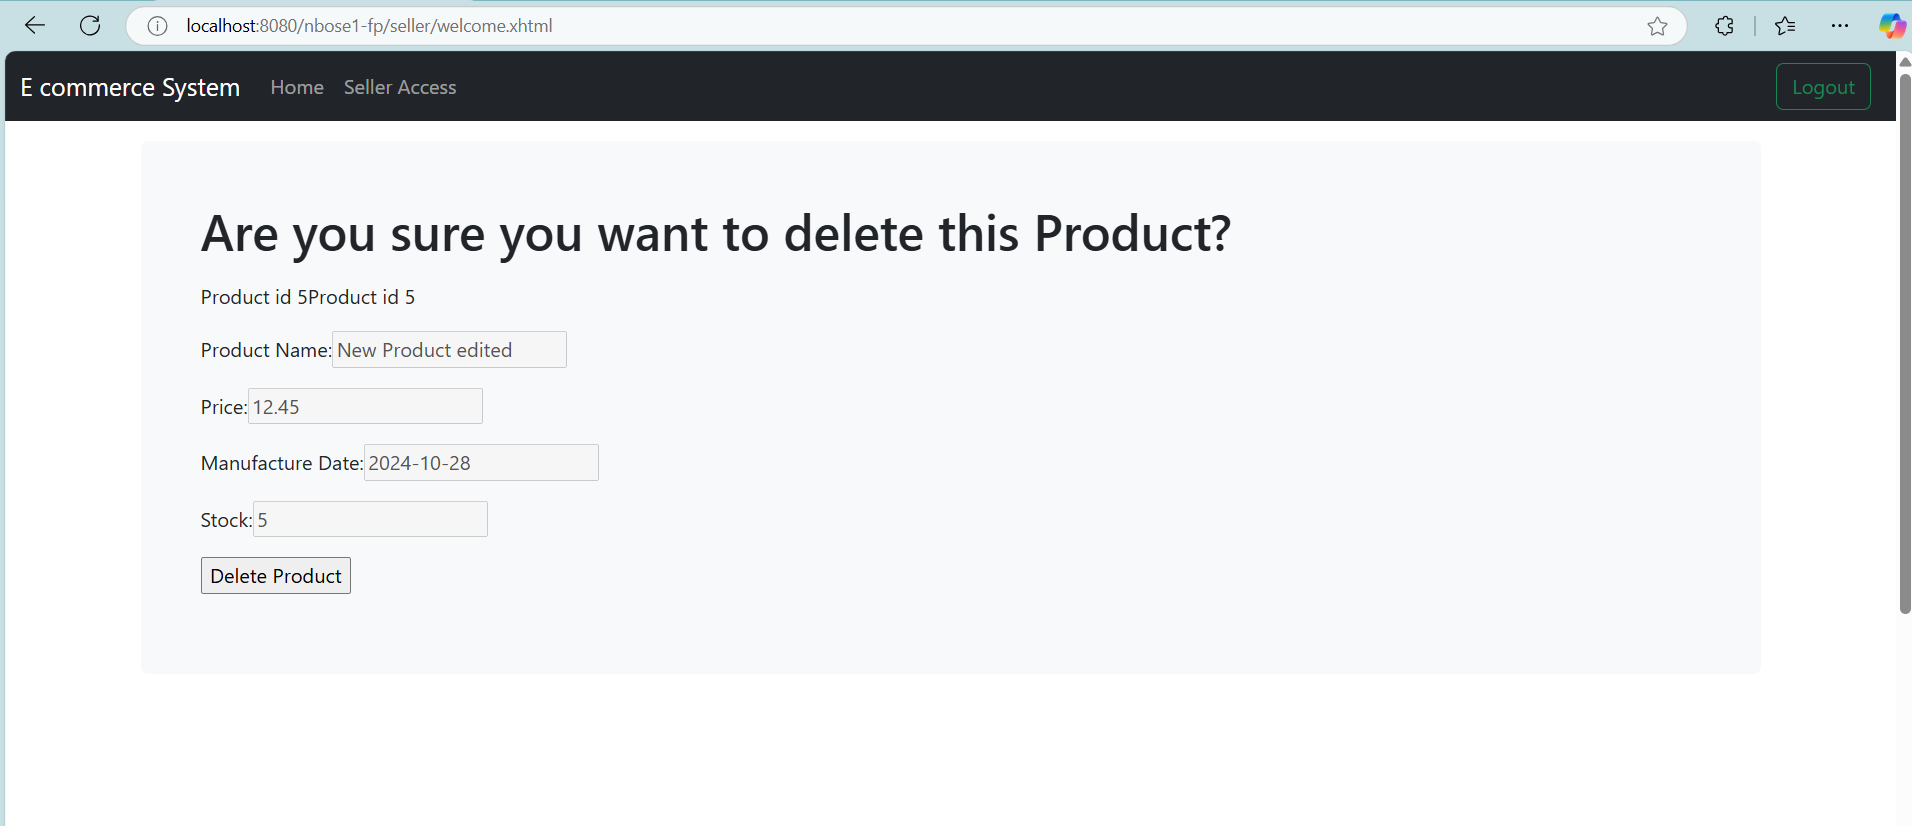 localhost:8080/nbose1-fp/seller/welcome.xhtml
E commerce System Home Seller Access Logout
Are you sure you want to delete this Product?
Product id 5Product id 5
Product Name: New Product edited
Price: 12.45
Manufacture Date: 2024-10-28
Stock: 5
Delete Product